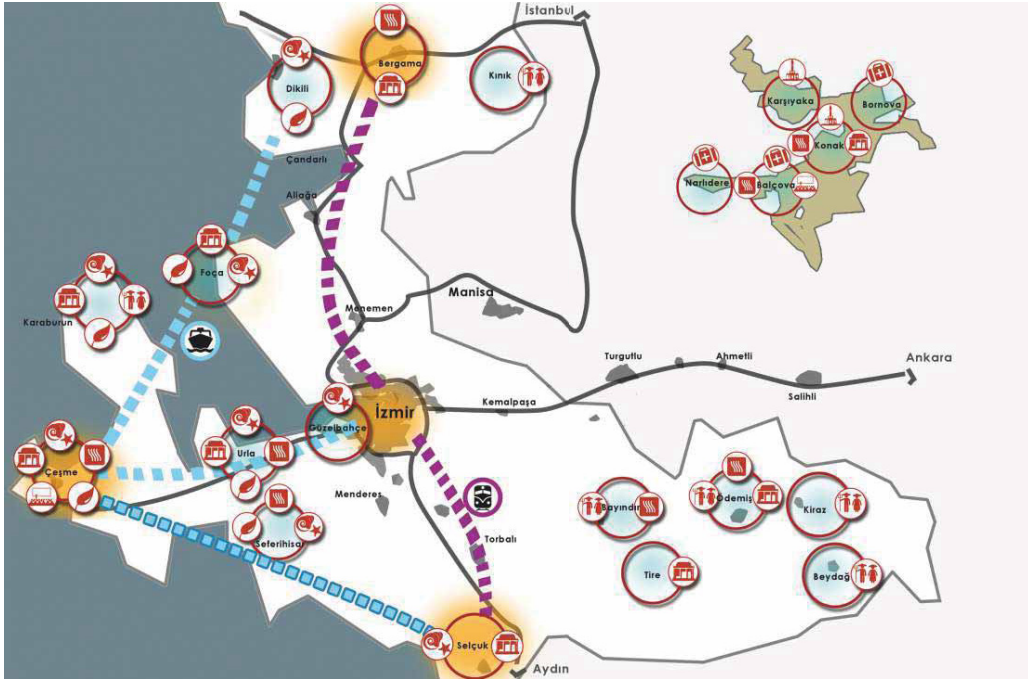 İstanbul
Bergama
Kınık
Dikili
Karşıyaka
Bornova
Konak
Narlıdere
Balçova
Çandarlı
Aliağa
Foça
Karaburun
Menemen
Manisa
Turgutlu
Ahmetli
Ankara
Salihli
Kemalpaşa
İzmir
Güzelbahçe
Urla
Çeşme
Menderes
Seferihisar
Torbalı
Bayındır
Ödemiş
Kiraz
Tire
Beydağ
Selçuk
Aydın